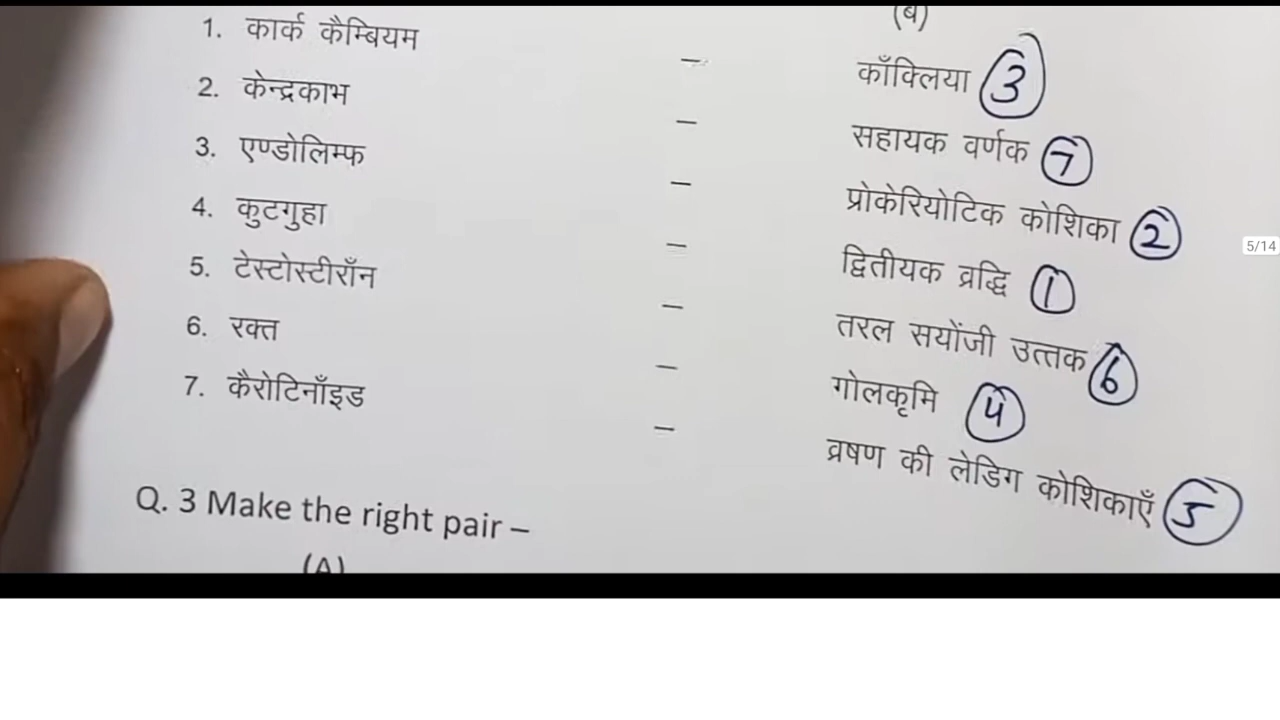 (ब)
1. कार्क कैम्बियम – कॉंक्लिया 3
2. केन्द्रकाभ – सहायक वर्णक 7
3. एण्डोलिम्फ – प्रोकेरियोटिक कोशिका 2
4. कुटगुहा – द्वितीयक व्रद्धि 1
5. टेस्टोस्टीरॉंन – तरल सयोंजी उत्तक 6
6. रक्त – गोलकृमि 4
7. कैरोटिनॉंइड – व्रषण की लेडिग कोशिकाएँ 5
5/14
Q. 3 Make the right pair –
(A)